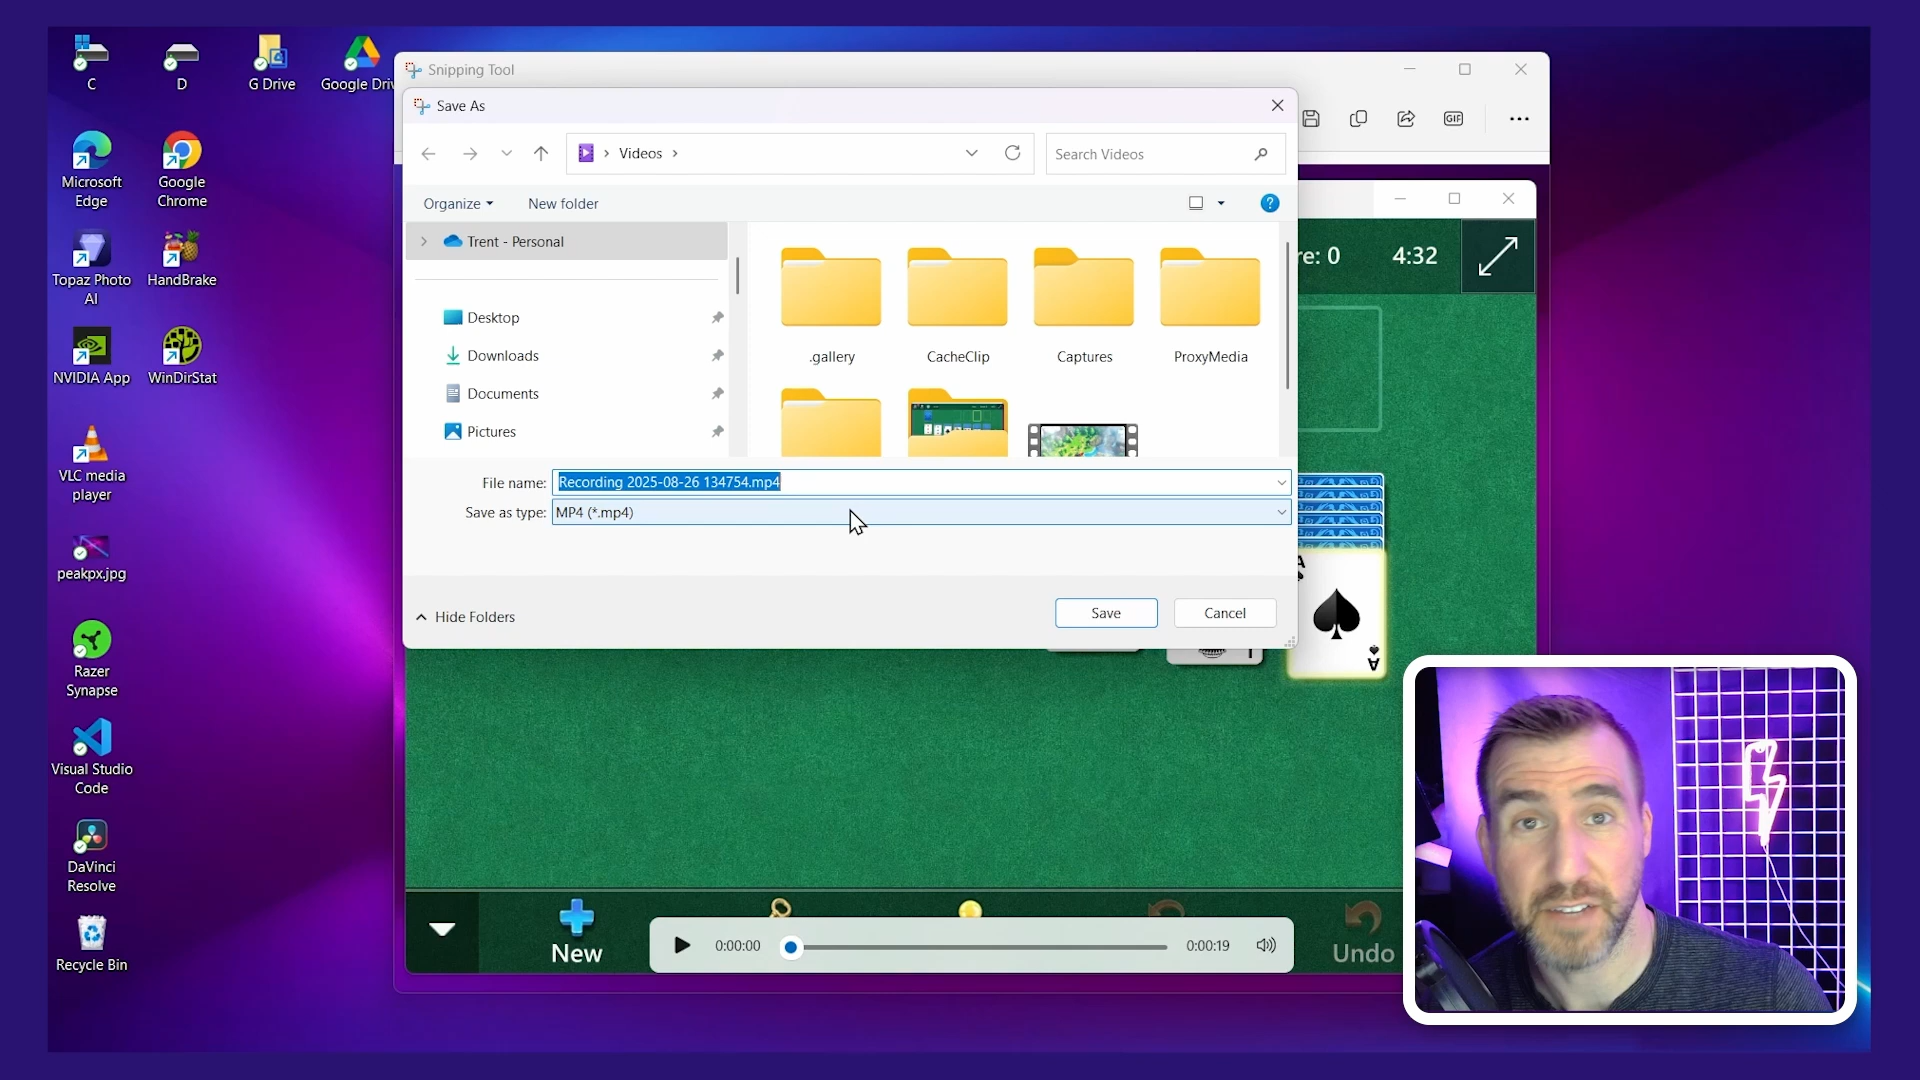 C
D
G Drive
Google Driv
Snipping Tool
Save As
Videos
Search Videos
GIF
Organize
New folder
?
Microsoft
Edge
Google
Chrome
Trent - Personal
re: 0
4:32
Topaz Photo
AI
HandBrake
Desktop
Downloads
Documents
Pictures
.gallery
CacheClip
Captures
ProxyMedia
NVIDIA App
WinDirStat
VLC media
player
File name:
Recording 2025-08-26 134754.mp4
Save as type:
MP4 (*.mp4)
peakpx.jpg
A
Hide Folders
Save
Cancel
A
Razer
Synapse
Visual Studio
Code
DaVinci
Resolve
Recycle Bin
New
0:00:00
0:00:19
Undo